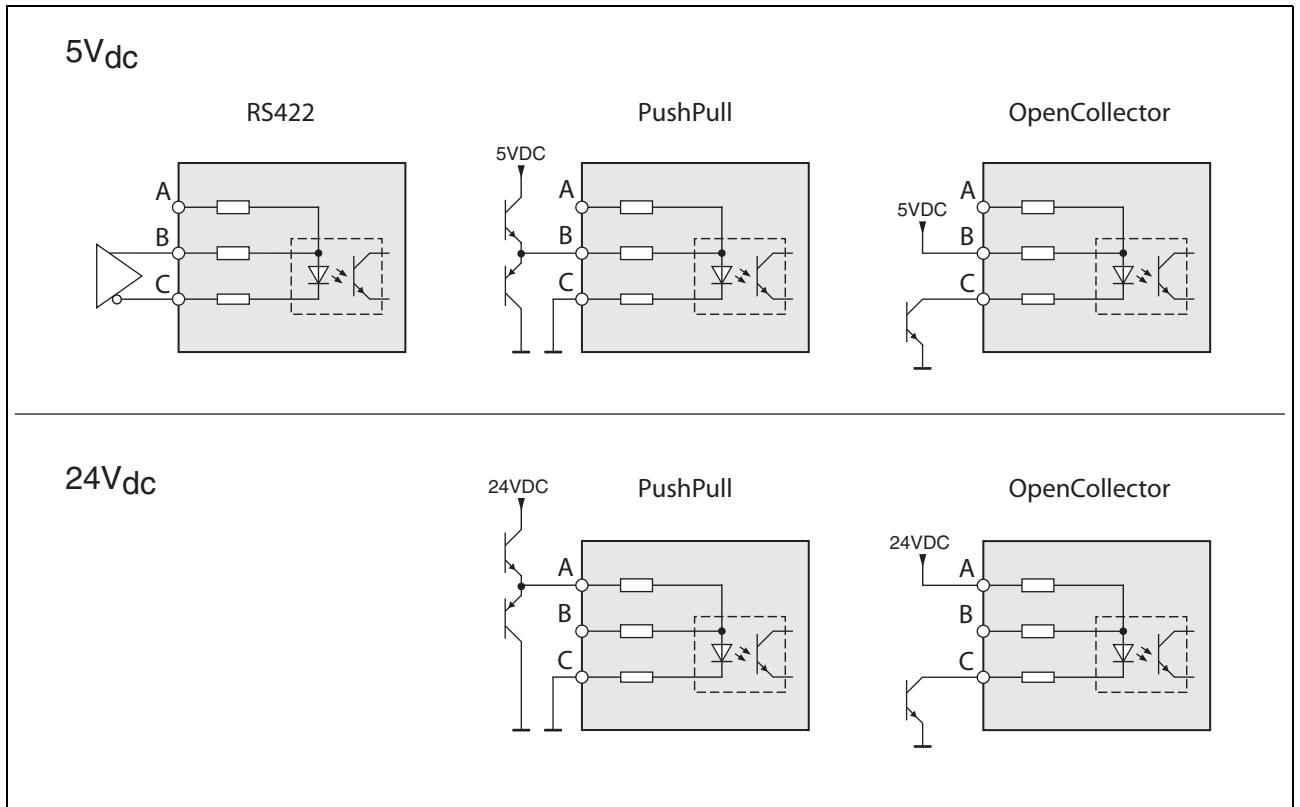 5Vdc
RS422
PushPull
OpenCollector
A
B
C
5VDC
A
B
C
5VDC
A
B
C
24Vdc
PushPull
OpenCollector
24VDC
A
B
C
24VDC
A
B
C